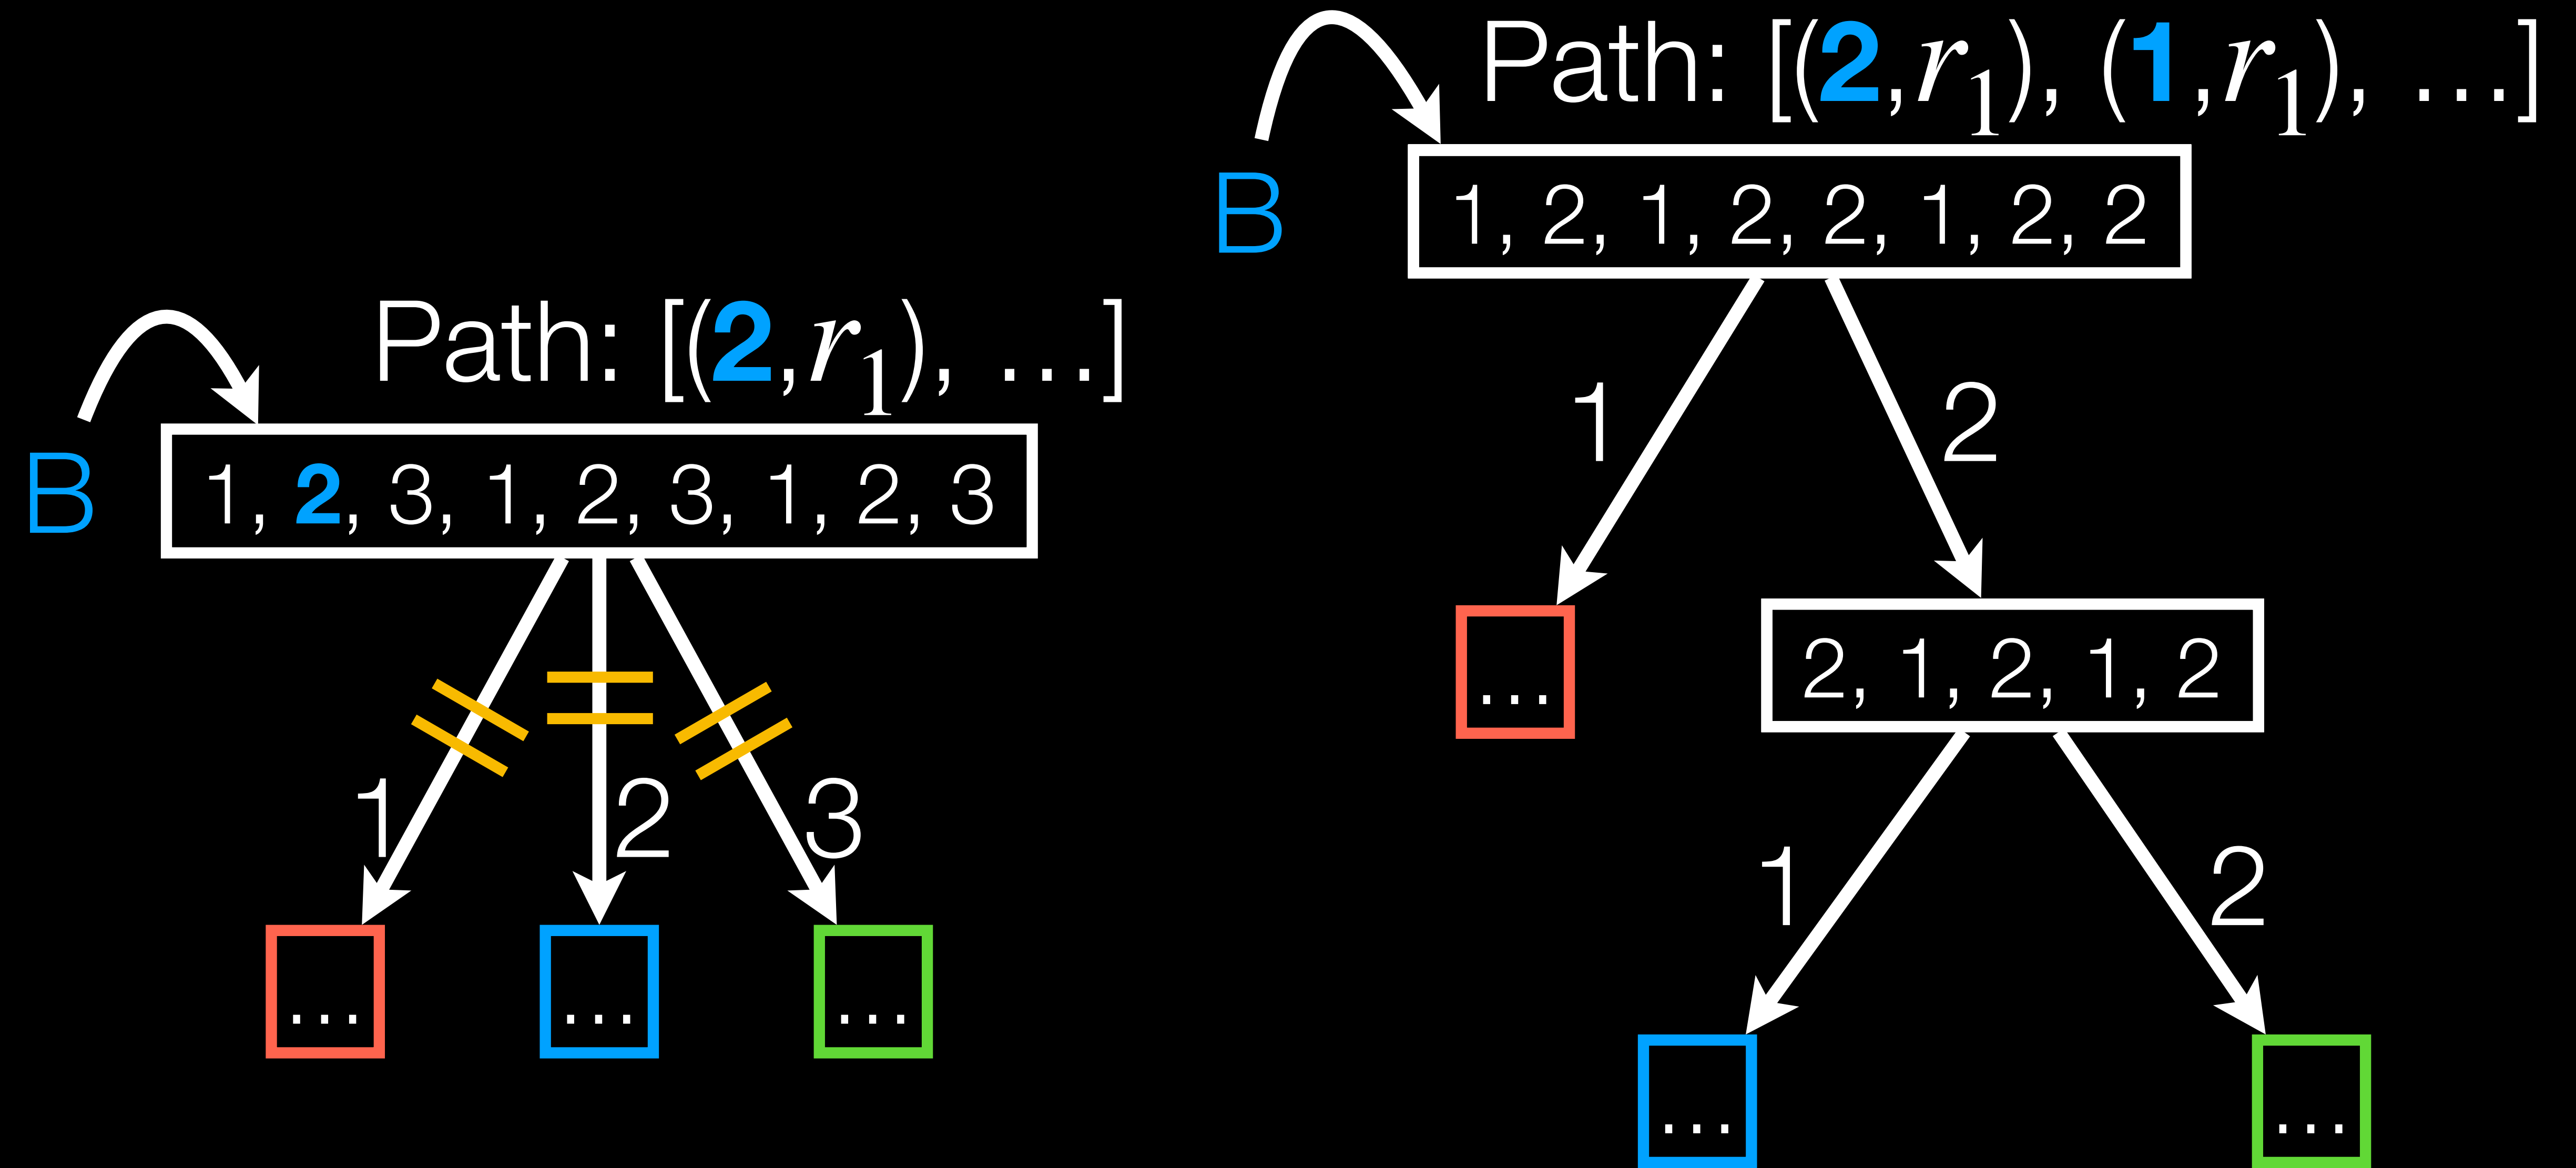 Path: [(2,r₁), …]
B
1, 2, 3, 1, 2, 3, 1, 2, 3
1
2
3
…
…
…
Path: [(2,r₁), (1,r₁), …]
B
1, 2, 1, 2, 2, 1, 2, 2
1
2
…
2, 1, 2, 1, 2
1
2
…
…